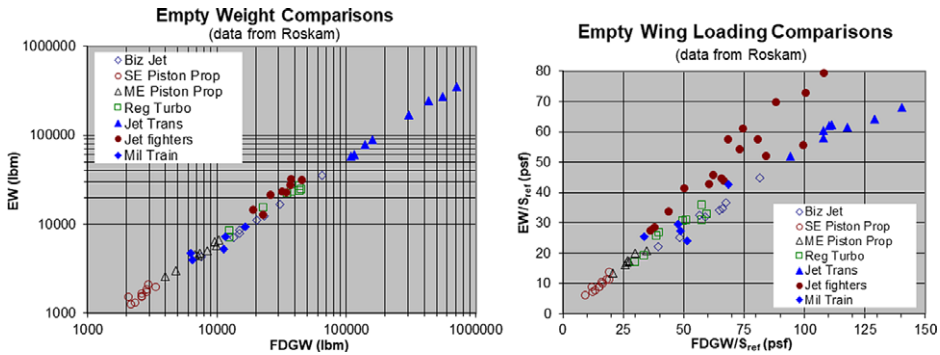 Empty Weight Comparisons
(data from Roskam)
1000000
100000
10000
1000
EW (lbm)
Biz Jet
SE Piston Prop
ME Piston Prop
Reg Turbo
Jet Trans
Jet fighters
Mil Train
1000
10000
100000
1000000
FDGW (lbm)
Empty Wing Loading Comparisons
(data from Roskam)
80
70
60
50
40
30
20
10
0
EW/Sref (psf)
Biz Jet
SE Piston Prop
ME Piston Prop
Reg Turbo
Jet Trans
Jet fighters
Mil Train
0
25
50
75
100
125
150
FDGW/Sref (psf)